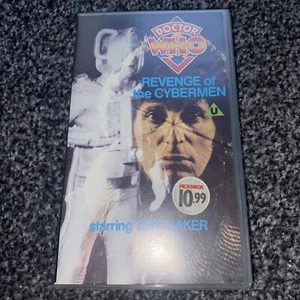 DOCTOR
WHO
REVENGE of
the CYBERMEN
U
PICKWICK
10.99
starring TOM BAKER